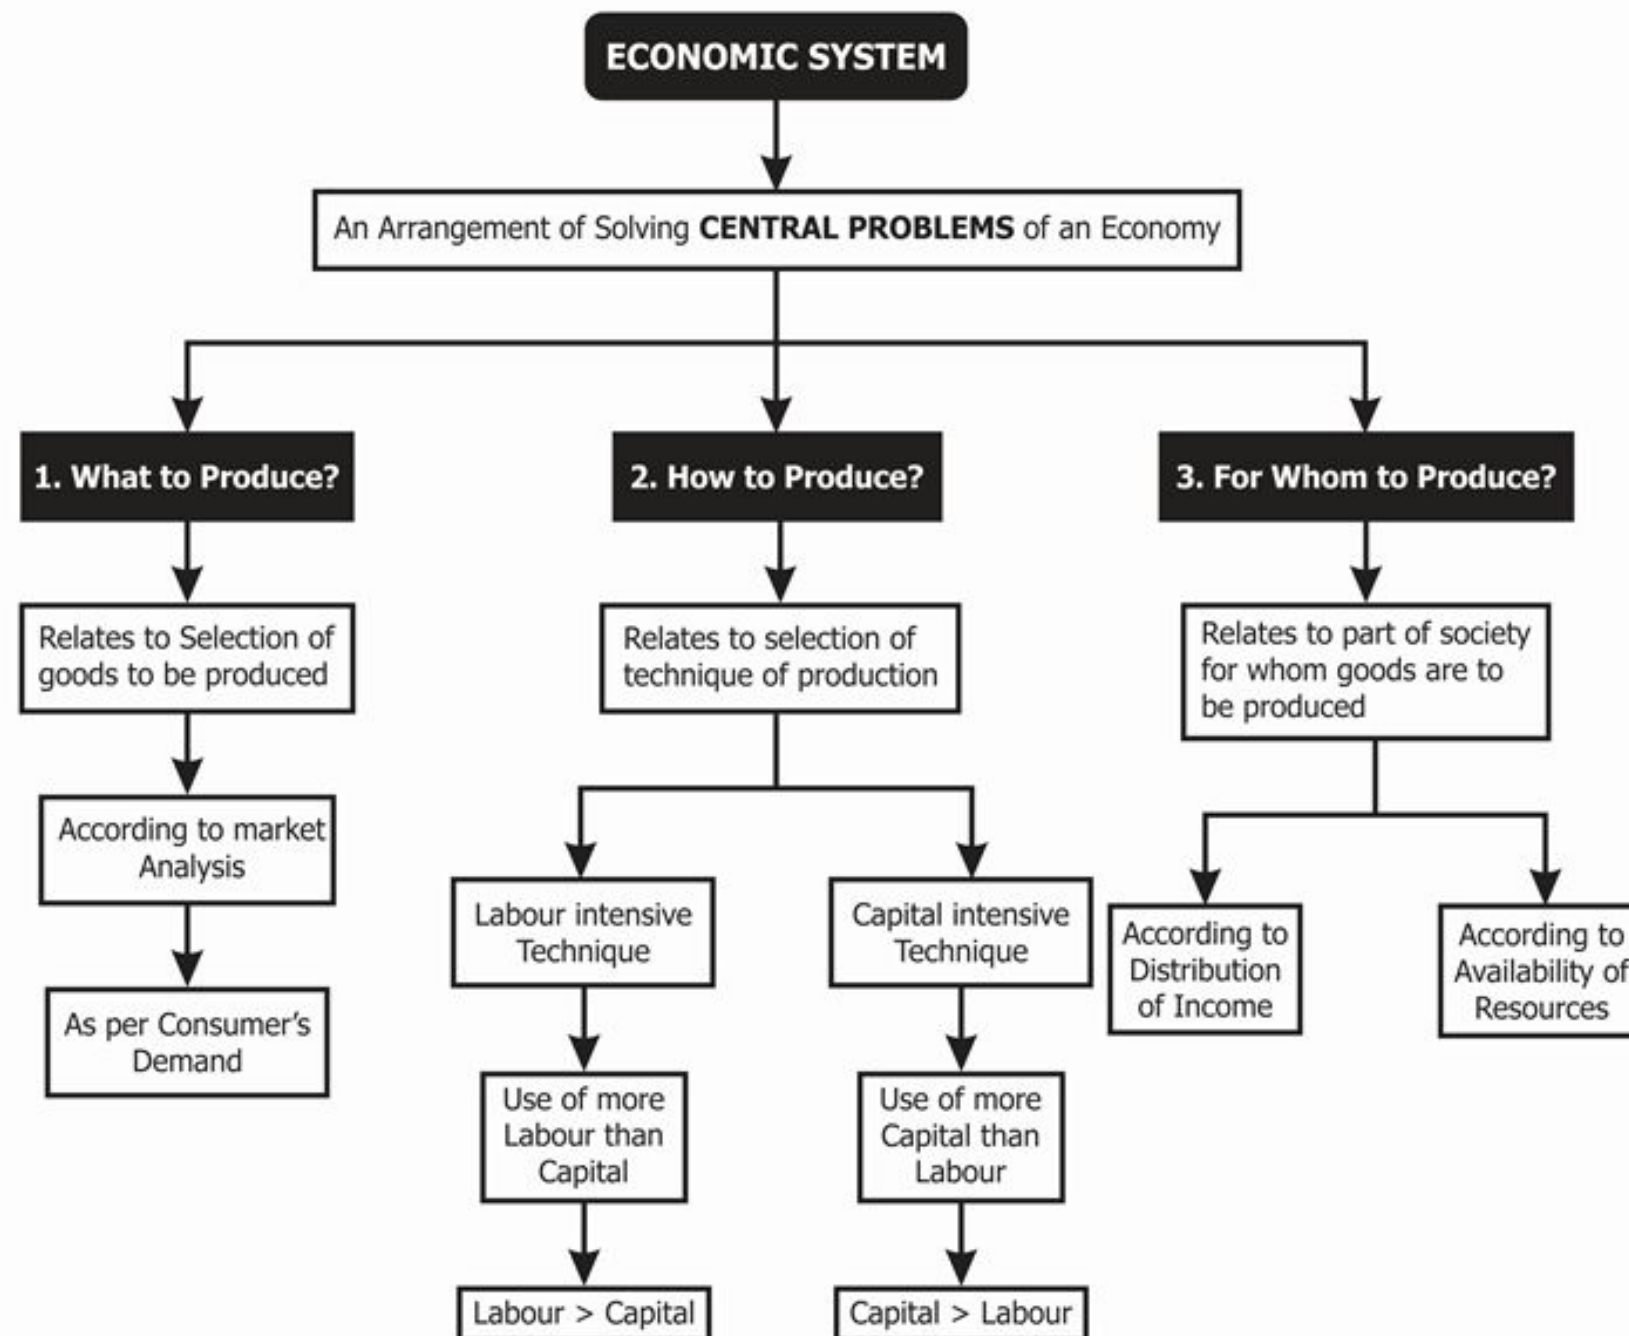 ECONOMIC SYSTEM
An Arrangement of Solving CENTRAL PROBLEMS of an Economy
1. What to Produce?
Relates to Selection of
goods to be produced
According to market
Analysis
As per Consumer's
Demand
2. How to Produce?
Relates to selection of
technique of production
Labour intensive
Technique
Use of more
Labour than
Capital
Labour > Capital
Capital intensive
Technique
Use of more
Capital than
Labour
Capital > Labour
3. For Whom to Produce?
Relates to part of society
for whom goods are to
be produced
According to
Distribution
of Income
According to
Availability of
Resources